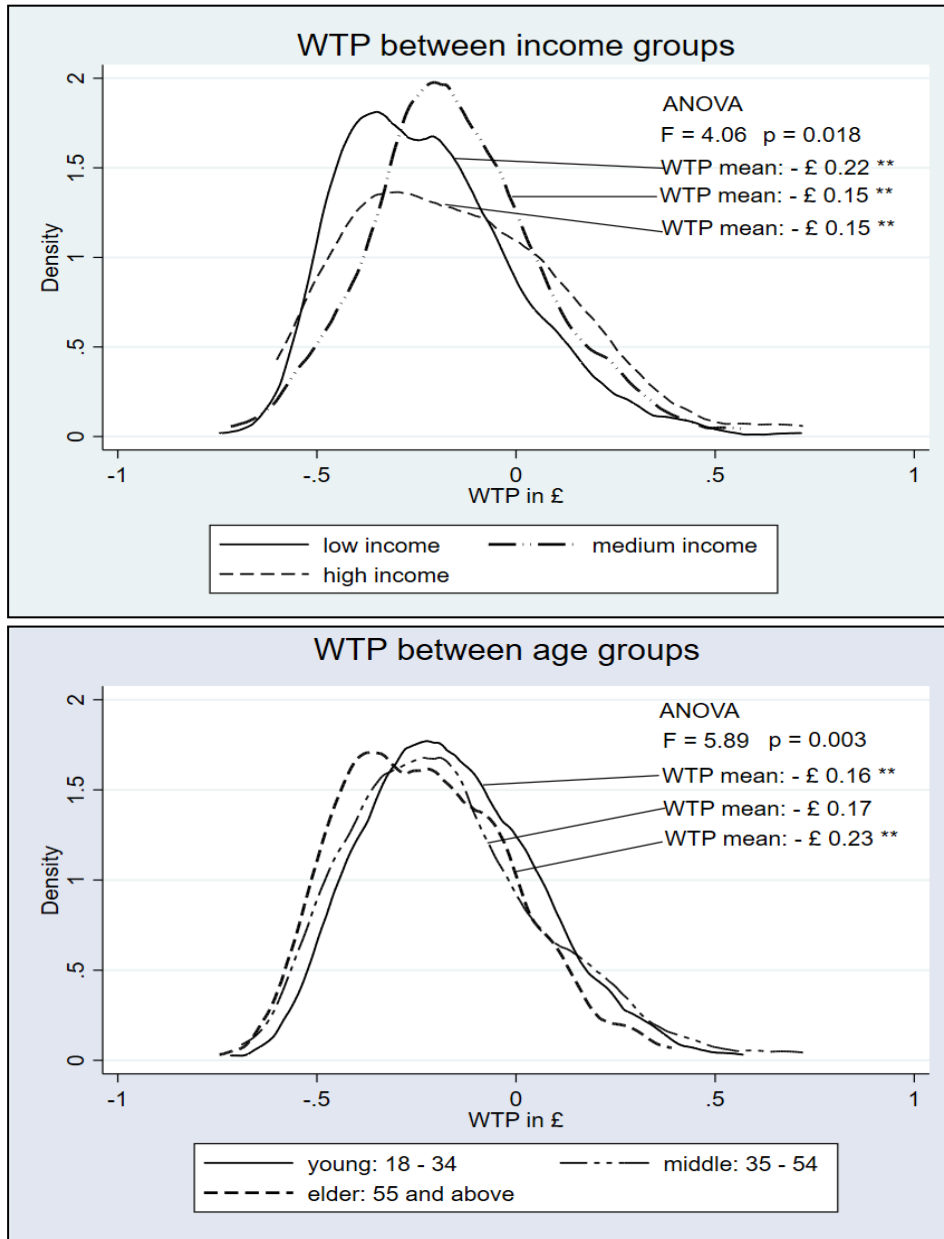 WTP between income groups
2
ANOVA
F = 4.06 p = 0.018
WTP mean: - £ 0.22 **
1.5
WTP mean: - £ 0.15 **
WTP mean: - £ 0.15 **
Density
1
.5
0
-1 -.5 0 .5 1
WTP in £
low income medium income
high income
WTP between age groups
2
ANOVA
F = 5.89 p = 0.003
WTP mean: - £ 0.16 **
1.5
WTP mean: - £ 0.17
WTP mean: - £ 0.23 **
Density
1
.5
0
-1 -.5 0 .5 1
WTP in £
young: 18 - 34 middle: 35 - 54
elder: 55 and above